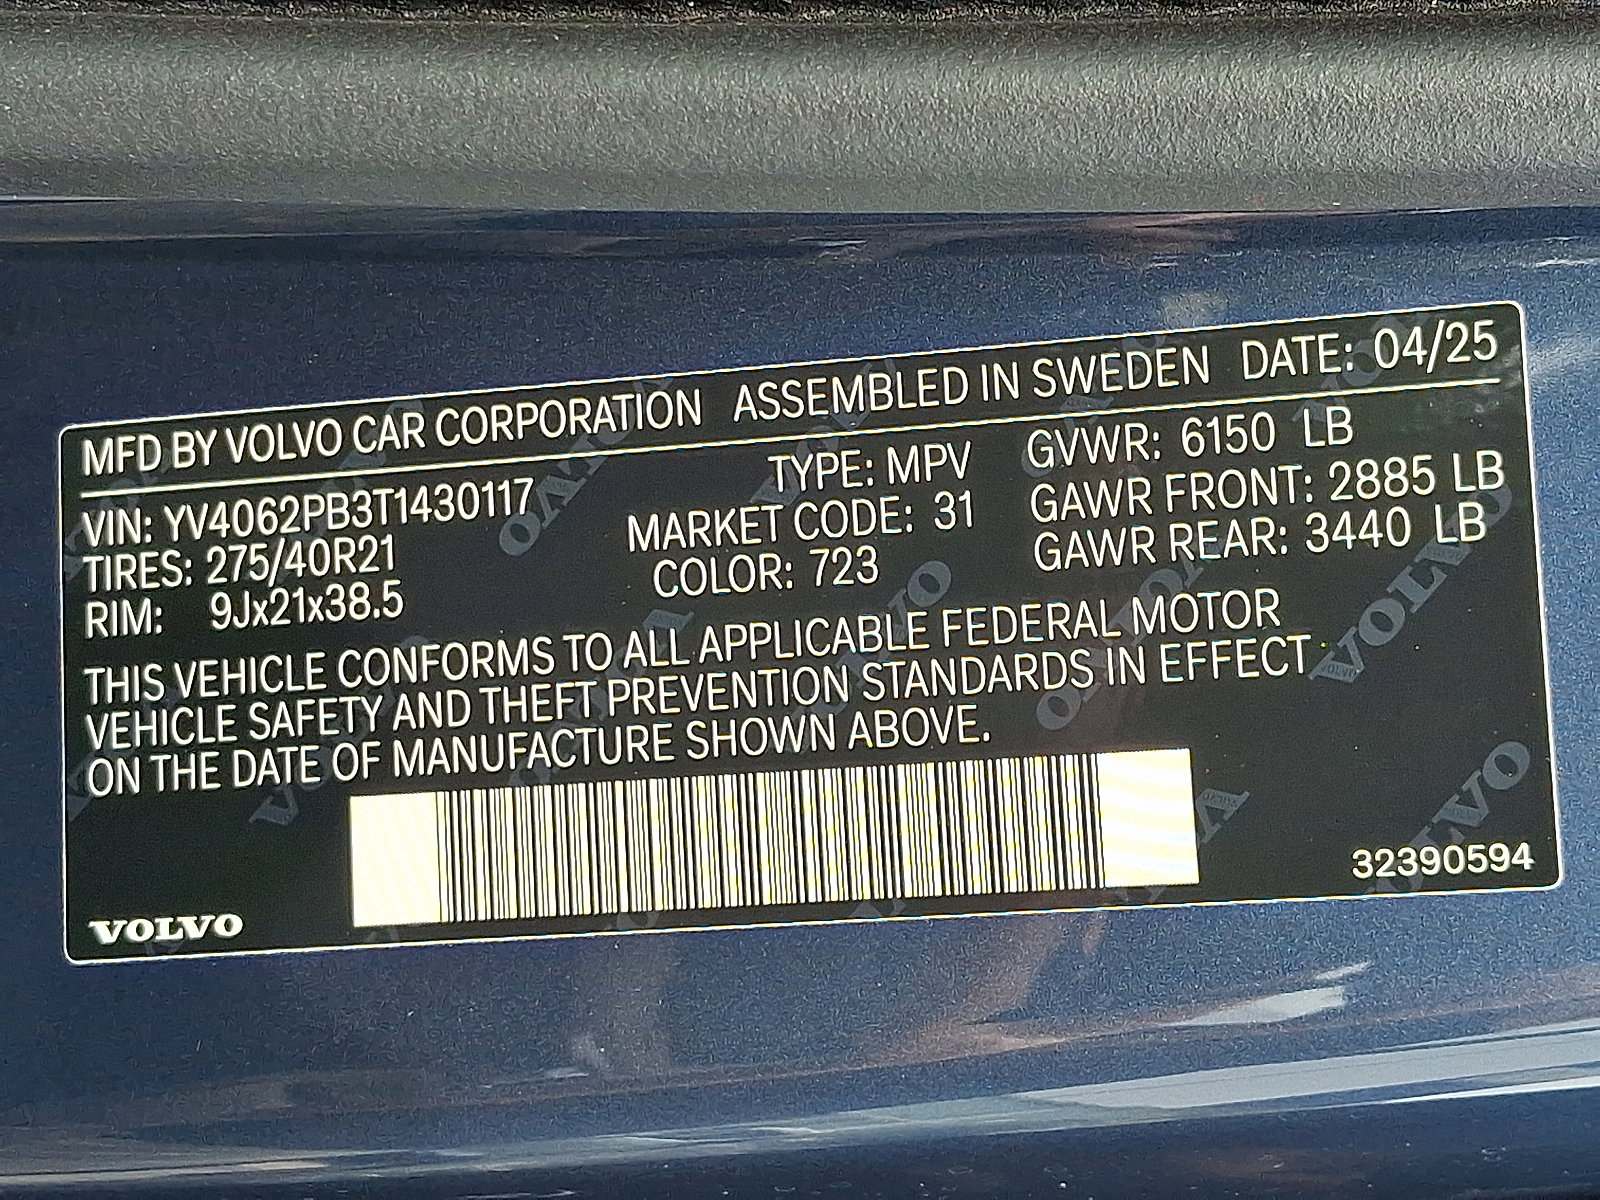 MFD BY VOLVO CAR CORPORATION ASSEMBLED IN SWEDEN DATE: 04/25
VIN: YV4062PB3T1430117 TYPE: MPV GVWR: 6150 LB
TIRES: 275/40R21 MARKET CODE: 31 GAWR FRONT: 2885 LB
RIM: 9Jx21x38.5 COLOR: 723 GAWR REAR: 3440 LB
THIS VEHICLE CONFORMS TO ALL APPLICABLE FEDERAL MOTOR
VEHICLE SAFETY AND THEFT PREVENTION STANDARDS IN EFFECT
ON THE DATE OF MANUFACTURE SHOWN ABOVE.
VOLVO 32390594